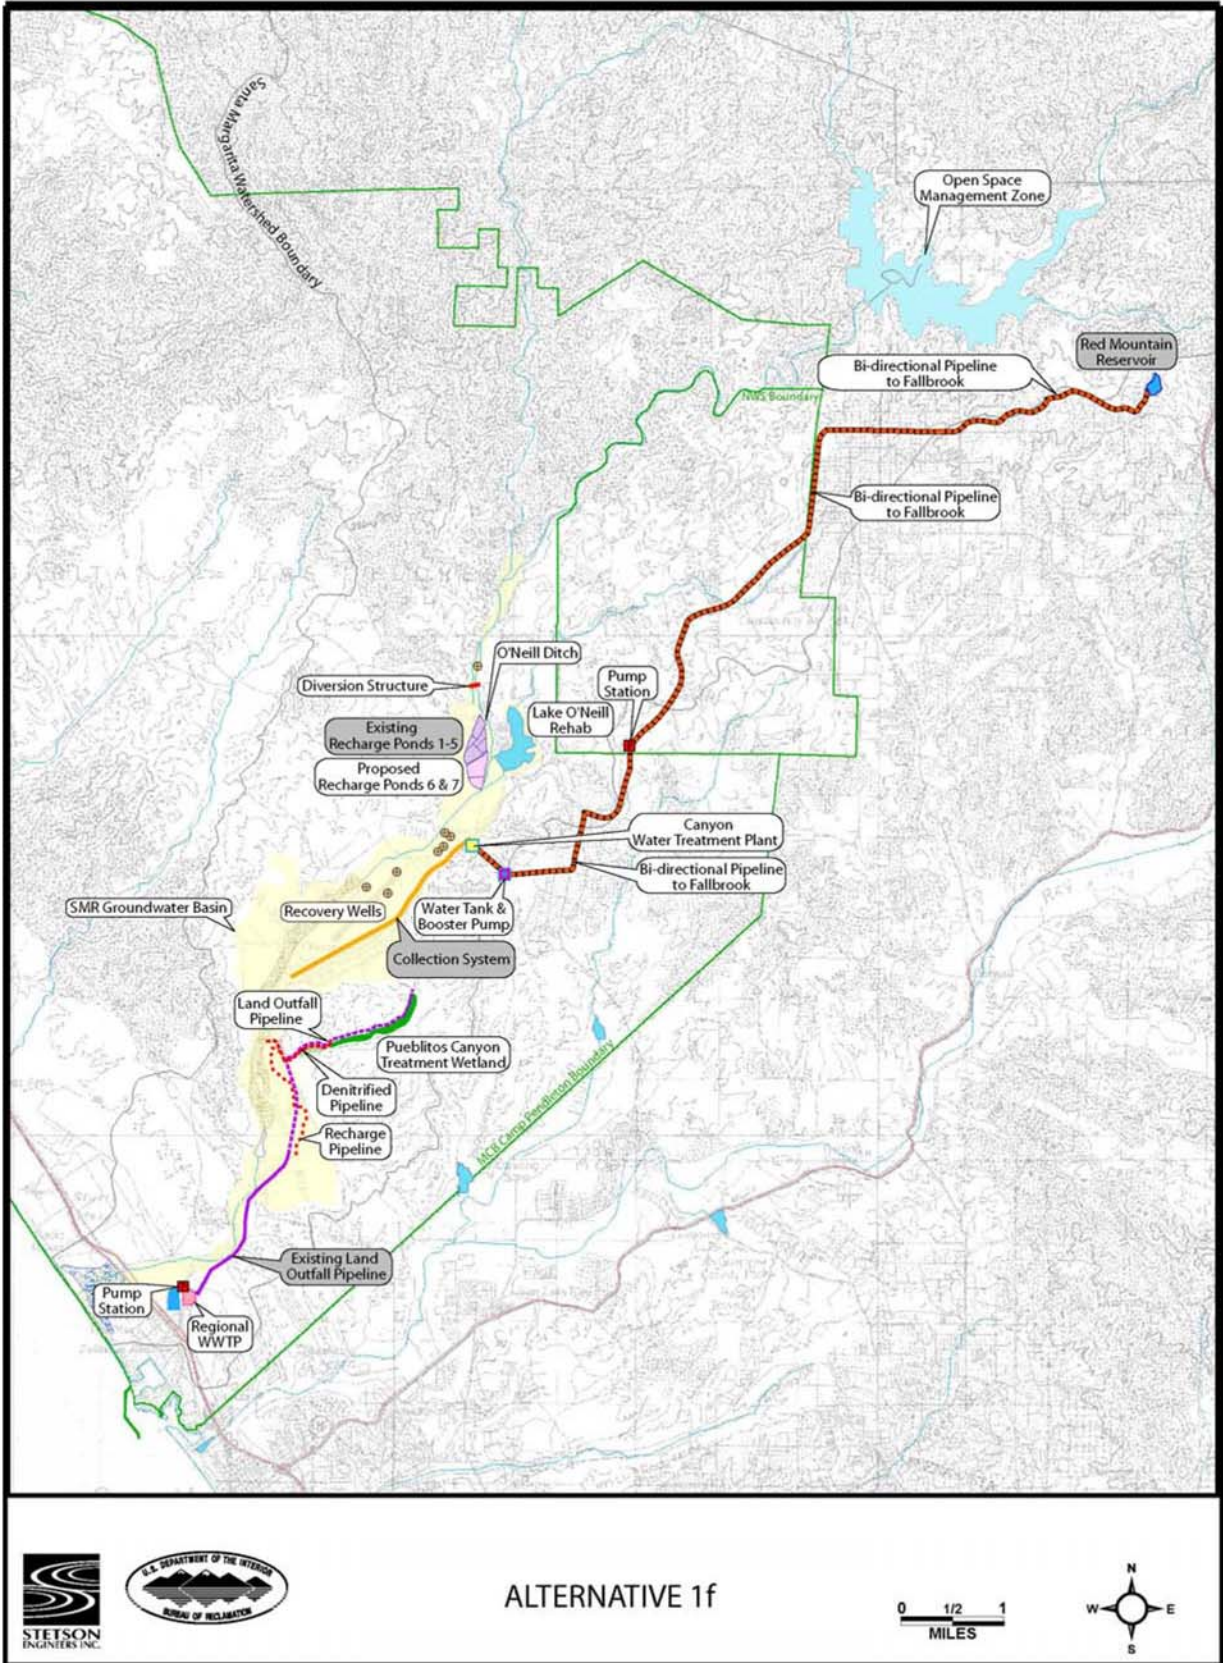 Santa Margarita Watershed Boundary
Open Space
Management Zone
Red Mountain
Reservoir
Bi-directional Pipeline
to Fallbrook
NWS Boundary
Bi-directional Pipeline
to Fallbrook
O'Neill Ditch
Diversion Structure
Pump
Station
Lake O'Neill
Rehab
Existing
Recharge Ponds 1-5
Proposed
Recharge Ponds 6 & 7
Canyon
Water Treatment Plant
Bi-directional Pipeline
to Fallbrook
SMR Groundwater Basin
Recovery Wells
Water Tank &
Booster Pump
Collection System
Land Outfall
Pipeline
Pueblitos Canyon
Treatment Wetland
Denitrified
Pipeline
MCB Camp Pendleton Boundary
Recharge
Pipeline
Existing Land
Outfall Pipeline
Pump
Station
Regional
WWTP
STETSON
ENGINEERS INC.
U.S. DEPARTMENT OF THE INTERIOR
BUREAU OF RECLAMATION
ALTERNATIVE 1f
0 1/2 1
MILES
N
W E
S